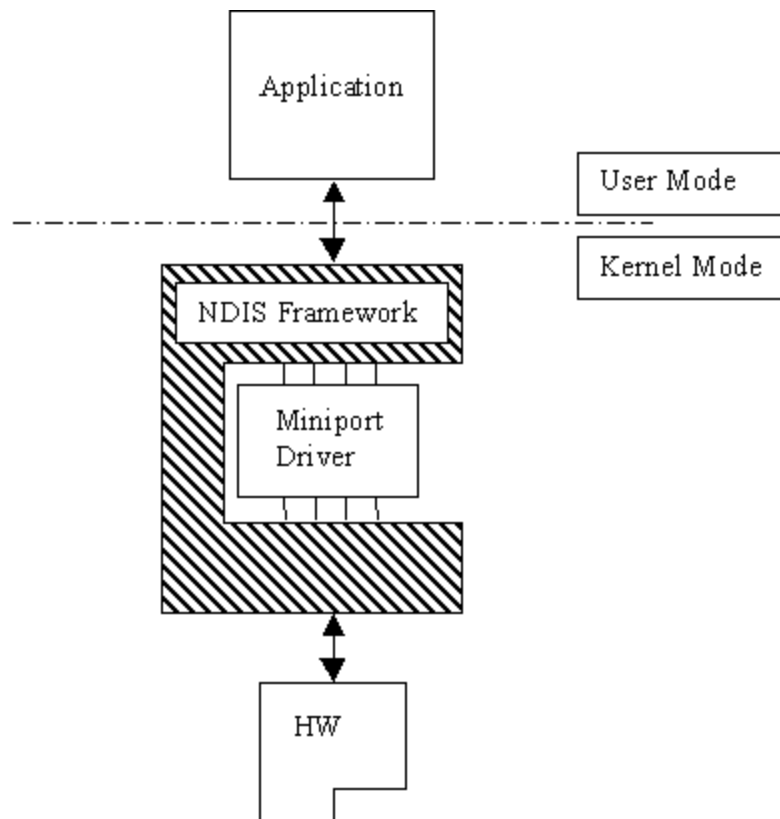 Application
User Mode
Kernel Mode
NDIS Framework
Miniport
Driver
HW